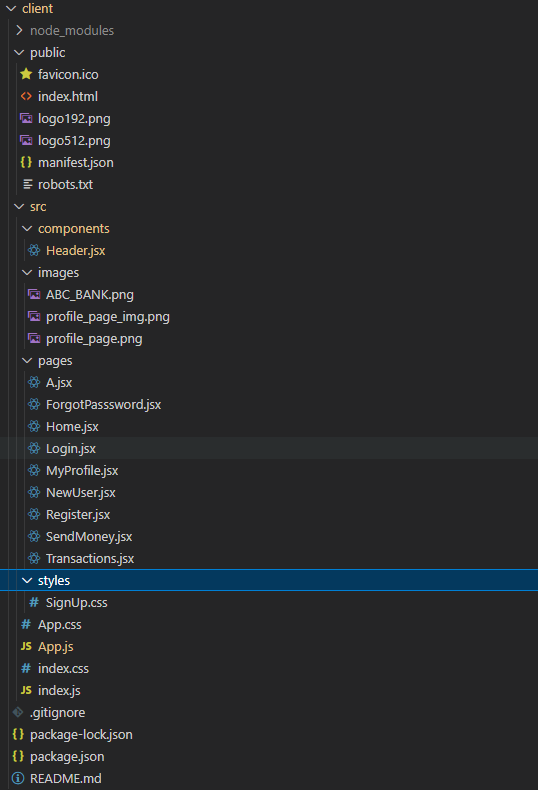 client
node_modules
public
favicon.ico
<> index.html
logo192.png
logo512.png
{} manifest.json
robots.txt
src
components
Header.jsx
images
ABC_BANK.png
profile_page_img.png
profile_page.png
pages
A.jsx
ForgotPasssword.jsx
Home.jsx
Login.jsx
MyProfile.jsx
NewUser.jsx
Register.jsx
SendMoney.jsx
Transactions.jsx
styles
# SignUp.css
# App.css
JS App.js
# index.css
JS index.js
.gitignore
{} package-lock.json
{} package.json
README.md